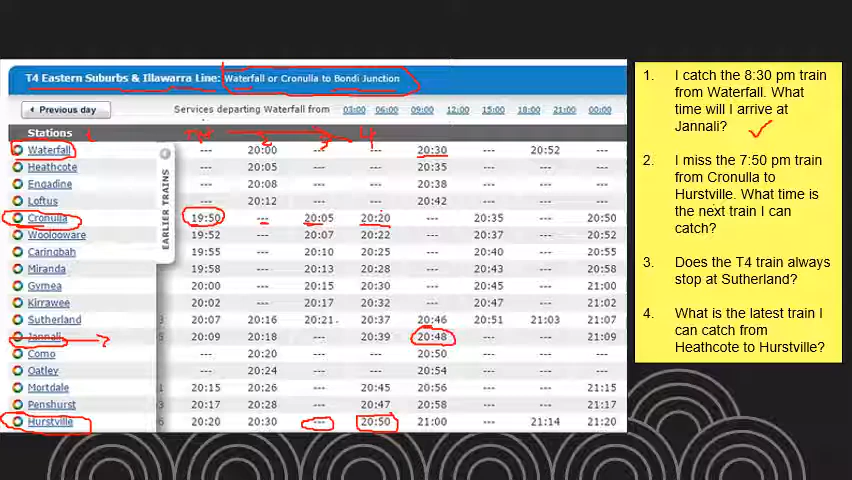 T4 Eastern Suburbs & Illawarra Line: Waterfall or Cronulla to Bondi Junction
Previous day Services departing Waterfall from 03:00 06:00 09:00 12:00 15:00 18:00 21:00 00:00
Stations
Waterfall --- 20:00 --- --- 20:30 --- 20:52 ---
Heathcote --- 20:05 --- --- 20:35 --- --- ---
Engadine --- 20:08 --- --- 20:38 --- --- ---
Loftus --- 20:12 --- --- 20:42 --- --- ---
Cronulla 19:50 --- 20:05 20:20 --- 20:35 --- 20:50
Woolooware 19:52 --- 20:07 20:22 --- 20:37 --- 20:52
Caringbah 19:55 --- 20:10 20:25 --- 20:40 --- 20:55
Miranda 19:58 --- 20:13 20:28 --- 20:43 --- 20:58
Gymea 20:00 --- 20:15 20:30 --- 20:45 --- 21:00
Kirrawee 20:02 --- 20:17 20:32 --- 20:47 --- 21:02
Sutherland 3 20:07 20:16 20:21 20:37 20:46 20:51 21:03 21:07
Jannali 5 20:09 20:18 --- 20:39 20:48 --- --- 21:09
Como --- 20:20 --- --- 20:50 --- --- ---
Oatley --- 20:24 --- --- 20:54 --- --- ---
Mortdale 1 20:15 20:26 --- 20:45 20:56 --- --- 21:15
Penshurst 3 20:17 20:28 --- 20:47 20:58 --- --- 21:17
Hurstville 6 20:20 20:30 --- 20:50 21:00 --- 21:14 21:20
EARLIER TRAINS
2 3 4
1. I catch the 8:30 pm train
from Waterfall. What
time will I arrive at
Jannali?
2. I miss the 7:50 pm train
from Cronulla to
Hurstville. What time is
the next train I can
catch?
3. Does the T4 train always
stop at Sutherland?
4. What is the latest train I
can catch from
Heathcote to Hurstville?